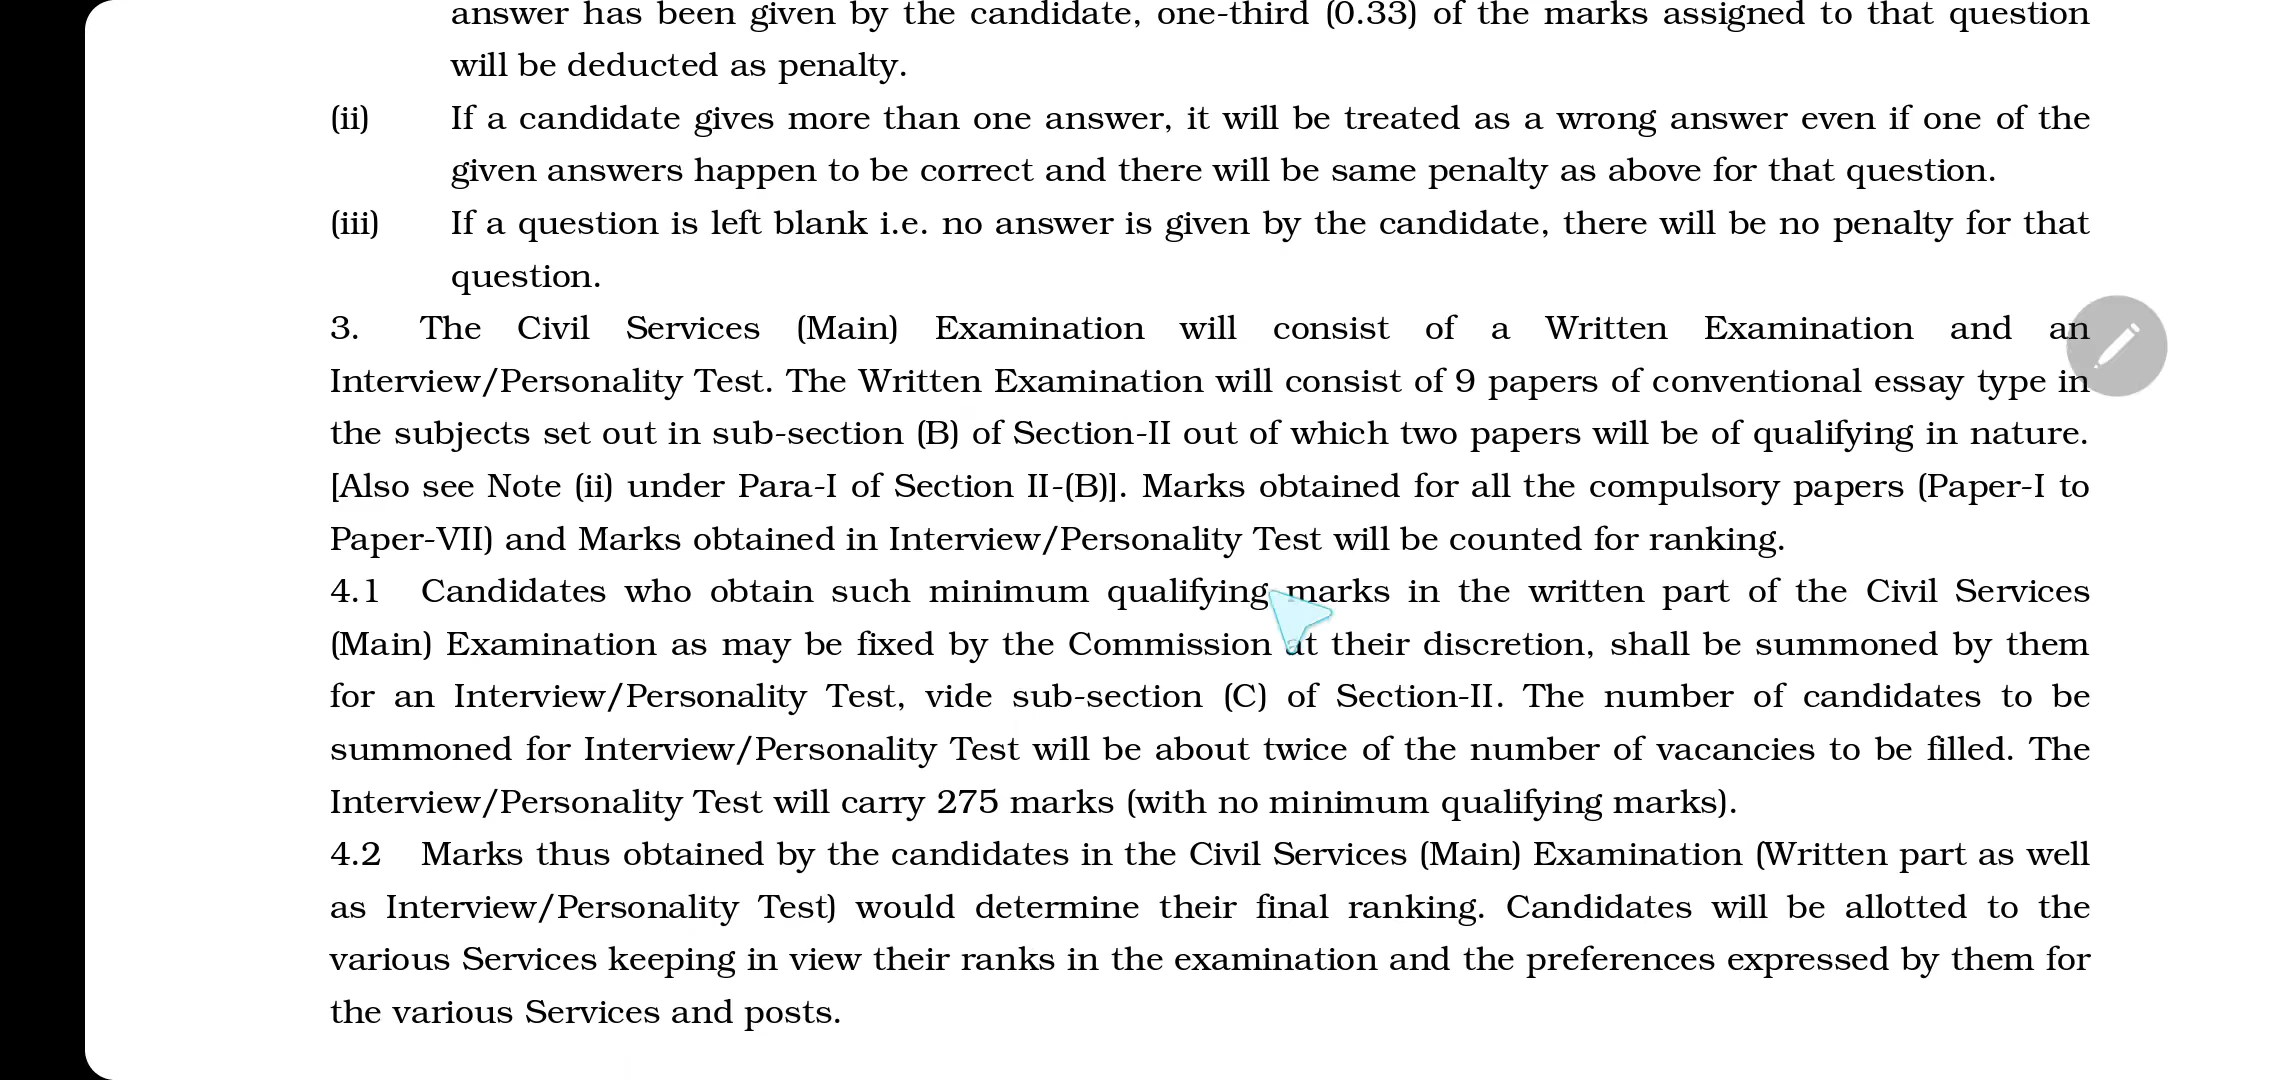 answer has been given by the candidate, one-third (0.33) of the marks assigned to that question
will be deducted as penalty.
(ii) If a candidate gives more than one answer, it will be treated as a wrong answer even if one of the
given answers happen to be correct and there will be same penalty as above for that question.
(iii) If a question is left blank i.e. no answer is given by the candidate, there will be no penalty for that
question.
3. The Civil Services (Main) Examination will consist of a Written Examination and an
Interview/Personality Test. The Written Examination will consist of 9 papers of conventional essay type in
the subjects set out in sub-section (B) of Section-II out of which two papers will be of qualifying in nature.
[Also see Note (ii) under Para-I of Section II-(B)]. Marks obtained for all the compulsory papers (Paper-I to
Paper-VII) and Marks obtained in Interview/Personality Test will be counted for ranking.
4.1 Candidates who obtain such minimum qualifying marks in the written part of the Civil Services
(Main) Examination as may be fixed by the Commission at their discretion, shall be summoned by them
for an Interview/Personality Test, vide sub-section (C) of Section-II. The number of candidates to be
summoned for Interview/Personality Test will be about twice of the number of vacancies to be filled. The
Interview/Personality Test will carry 275 marks (with no minimum qualifying marks).
4.2 Marks thus obtained by the candidates in the Civil Services (Main) Examination (Written part as well
as Interview/Personality Test) would determine their final ranking. Candidates will be allotted to the
various Services keeping in view their ranks in the examination and the preferences expressed by them for
the various Services and posts.